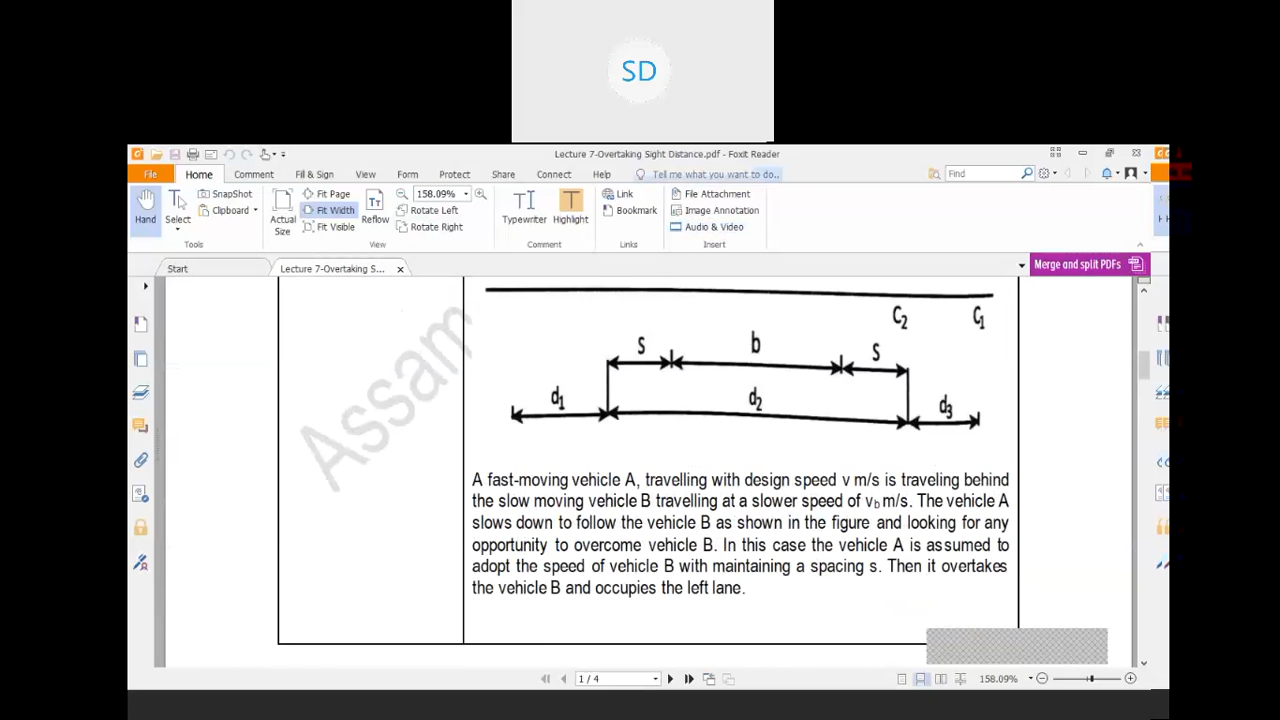 SD
Lecture 7-Overtaking Sight Distance.pdf - Foxit Reader
File Home Comment Fill & Sign View Form Protect Share Connect Help Tell me what you want to do.. Find
Hand
Select
SnapShot
Clipboard
Tools
Actual Size
Fit Page
Fit Width
Fit Visible
Reflow
158.09%
Rotate Left
Rotate Right
View
Typewriter
Highlight
Comment
Link
Bookmark
Links
File Attachment
Image Annotation
Audio & Video
Insert
Start
Lecture 7-Overtaking S...
Merge and split PDFs
C2 C1
s b s
d1 d2 d3
Assam
A fast-moving vehicle A, travelling with design speed v m/s is traveling behind
the slow moving vehicle B travelling at a slower speed of vb m/s. The vehicle A
slows down to follow the vehicle B as shown in the figure and looking for any
opportunity to overcome vehicle B. In this case the vehicle A is assumed to
adopt the speed of vehicle B with maintaining a spacing s. Then it overtakes
the vehicle B and occupies the left lane.
1 / 4
158.09%